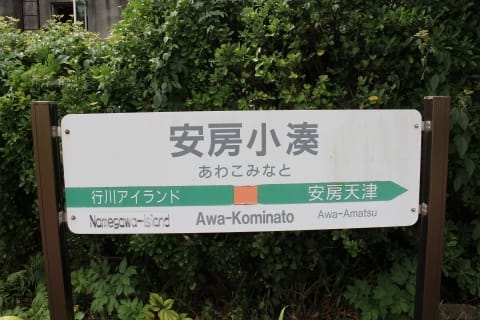 安房小湊
あわこみなと
行川アイランド 安房天津
Namegawa-Island Awa-Kominato Awa-Amatsu